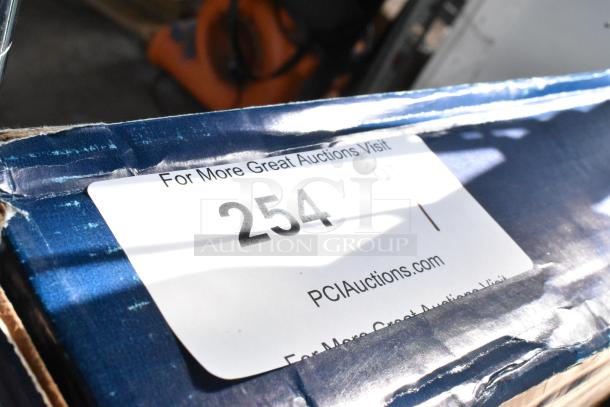 For More Great Auctions Visit
254
PCI
AUCTION GROUP
PCIAuctions.com
For More Great Auctions Visit